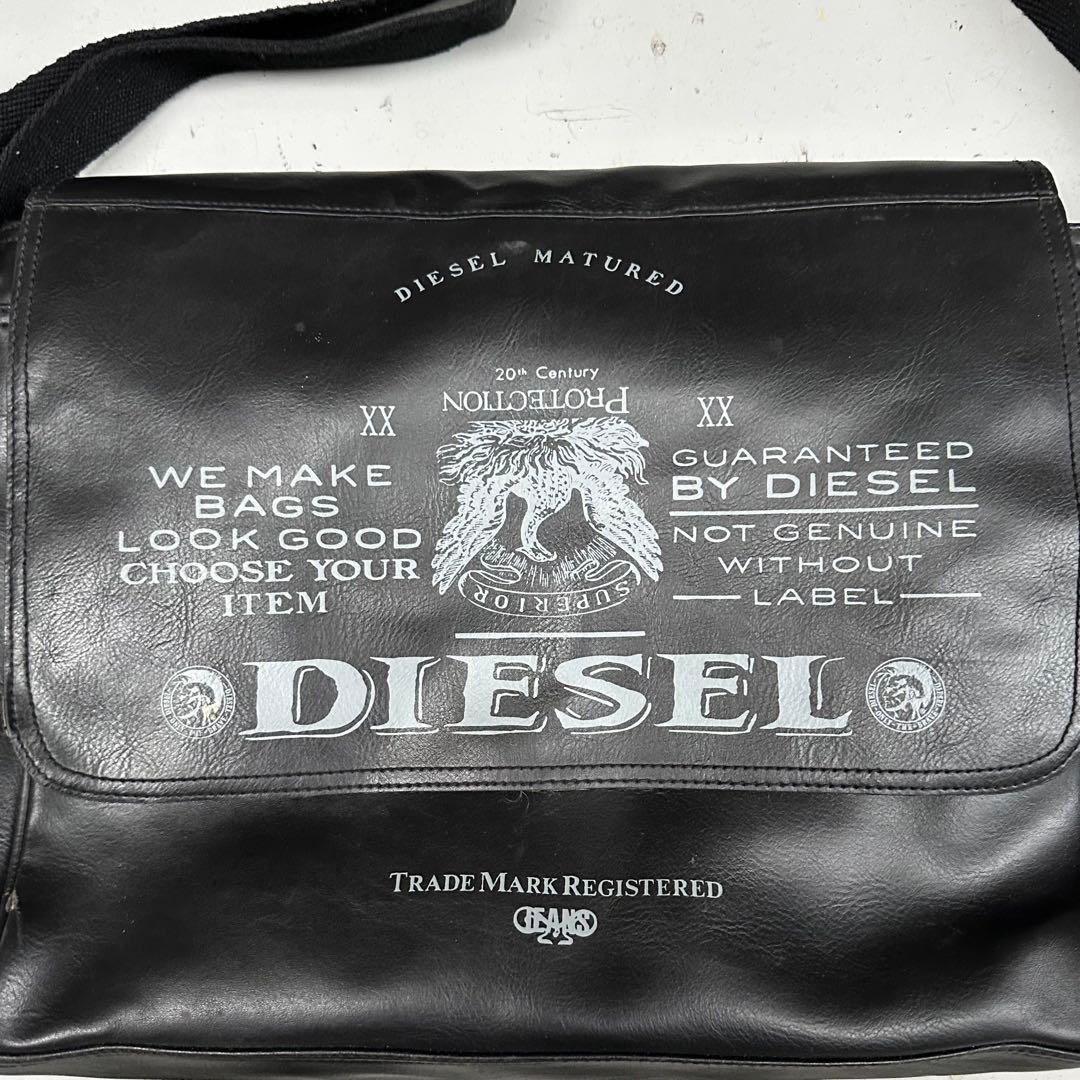 DIESEL MATURED
20th Century
PROTECTION
XX
XX
WE MAKE
BAGS
LOOK GOOD
CHOOSE YOUR
ITEM
GUARANTEED
BY DIESEL
NOT GENUINE
WITHOUT
LABEL
SUPERIOR
DIESEL
TRADE MARK REGISTERED
JEANS